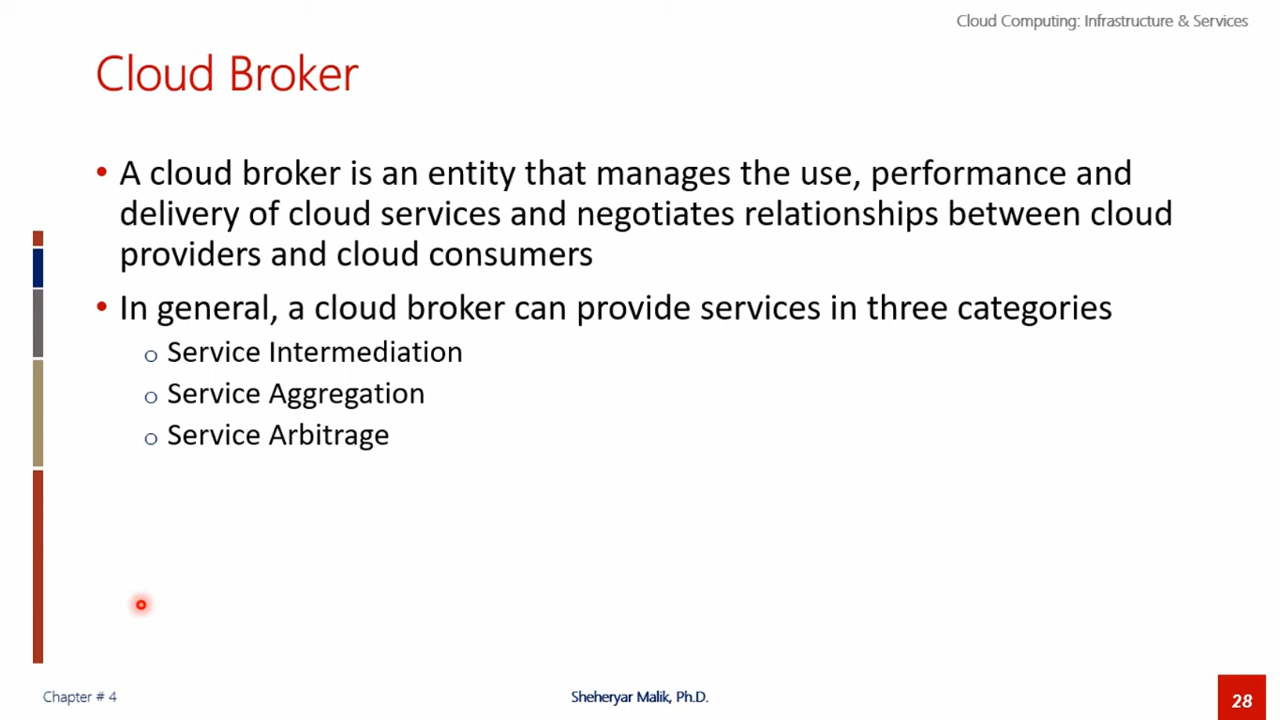 Cloud Computing: Infrastructure & Services
Cloud Broker
• A cloud broker is an entity that manages the use, performance and
delivery of cloud services and negotiates relationships between cloud
providers and cloud consumers
• In general, a cloud broker can provide services in three categories
o Service Intermediation
o Service Aggregation
o Service Arbitrage
Chapter # 4
Sheheryar Malik, Ph.D.
28